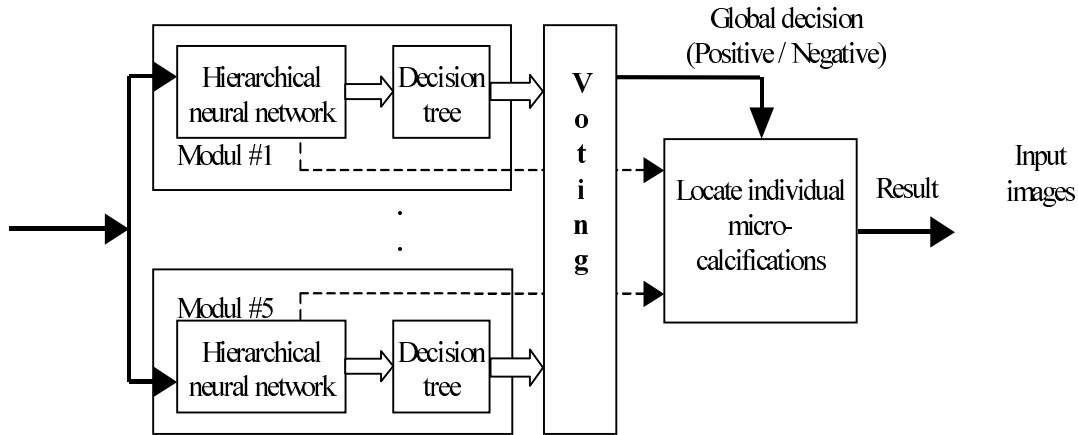 Global decision
(Positive / Negative)
Hierarchical
neural network
Decision
tree
Modul #1
V
o
t
i
n
g
Locate individual
micro-
calcifications
Result
Input
images
.
.
Modul #5
Hierarchical
neural network
Decision
tree